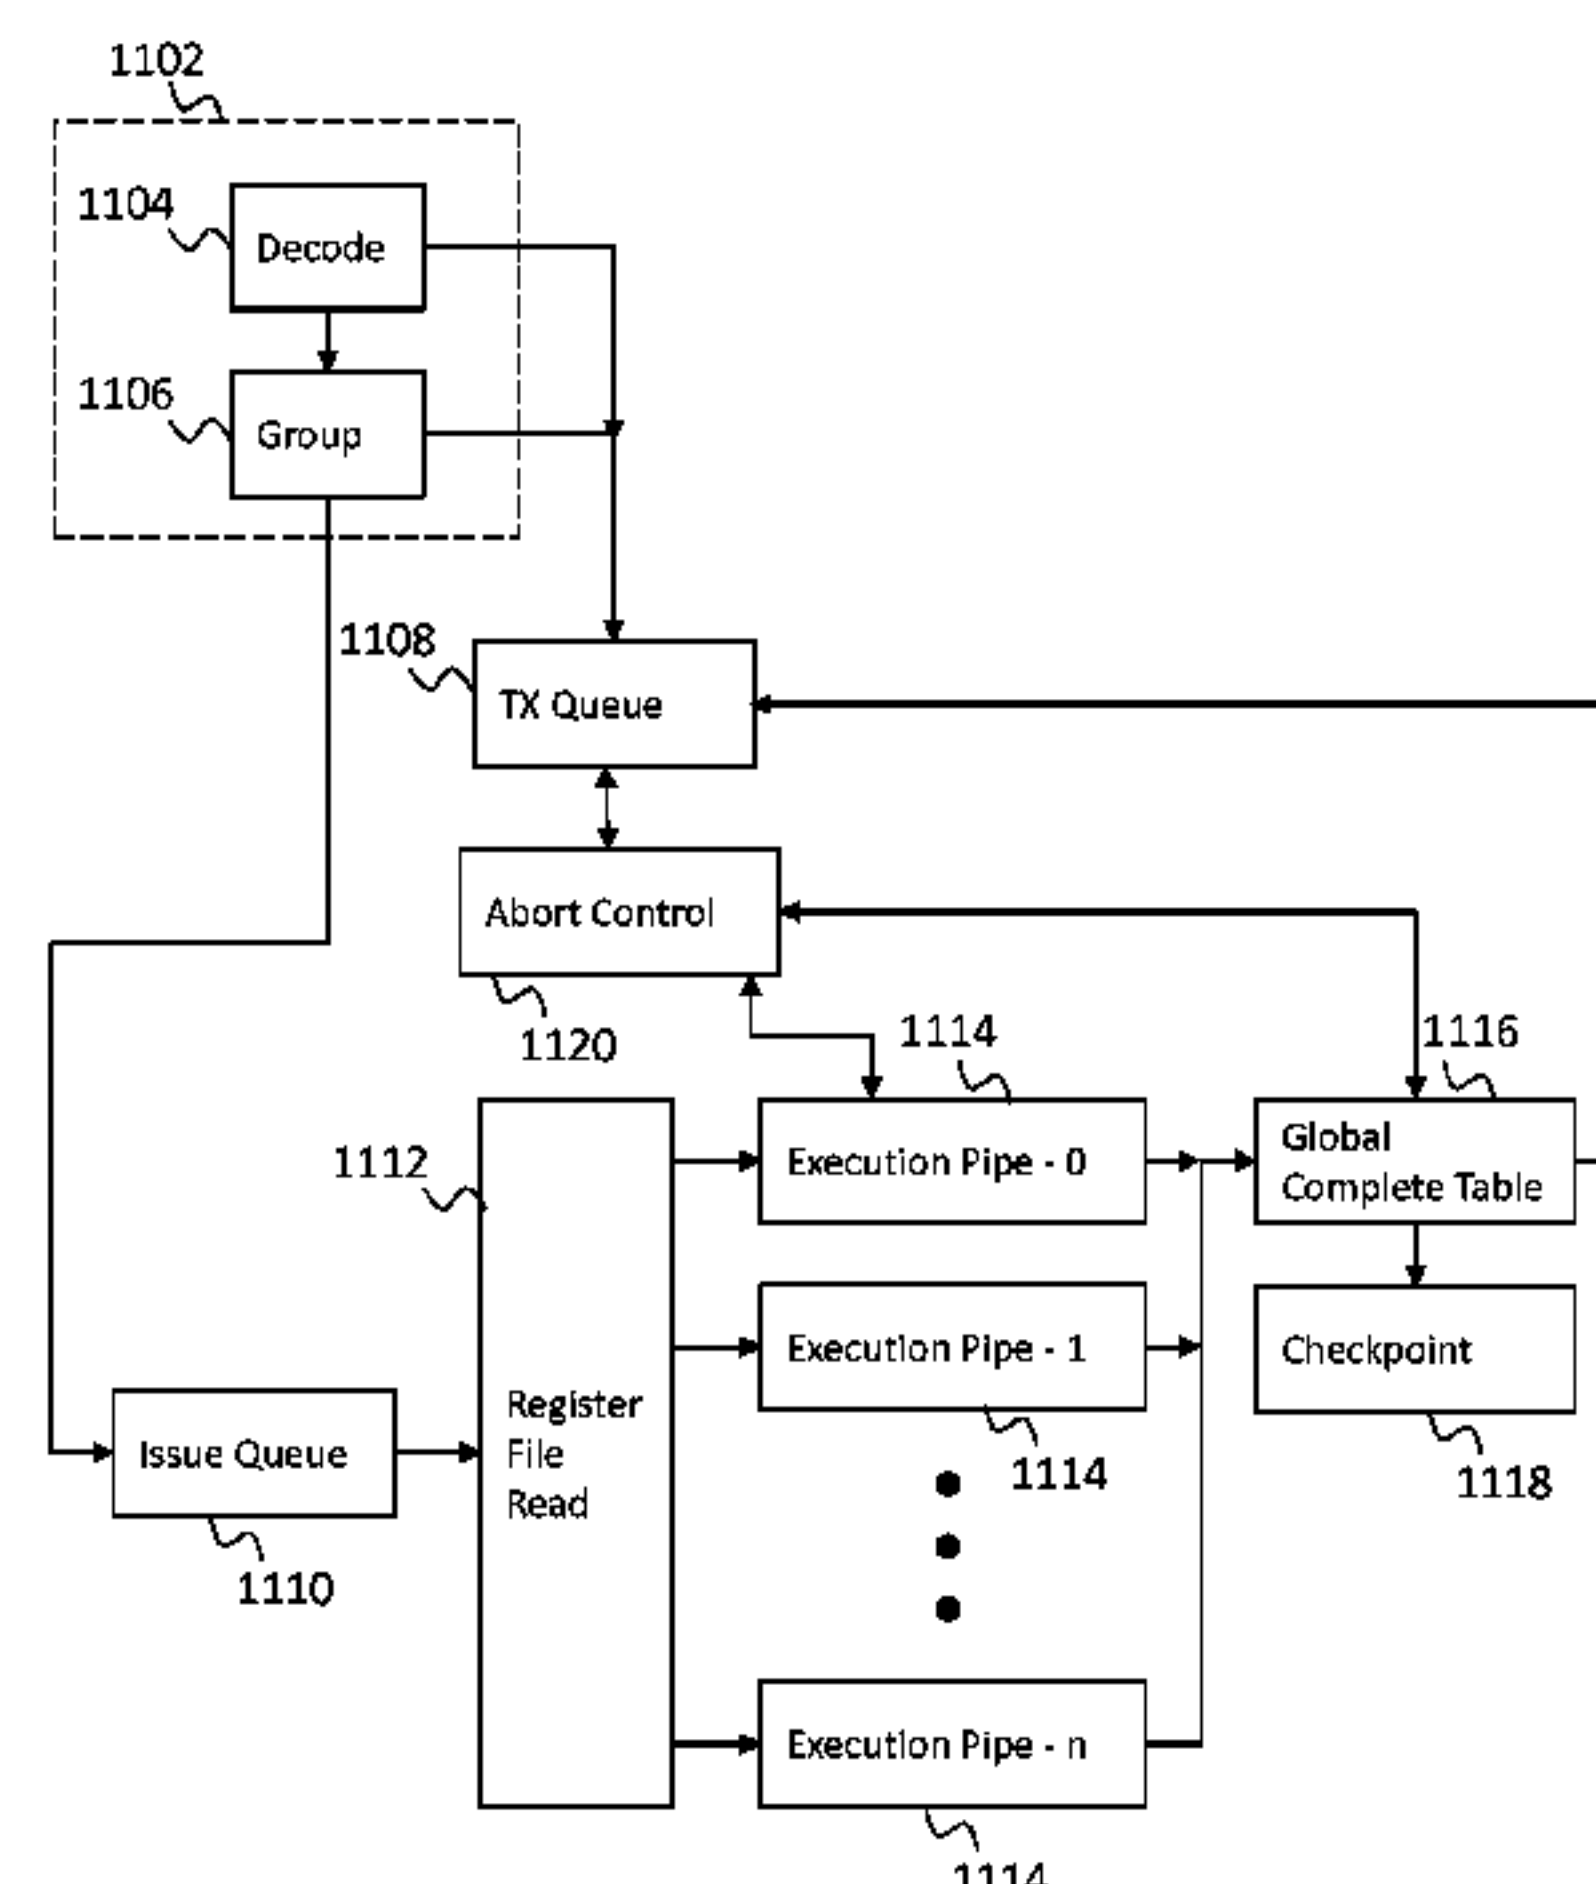 1102
1104
Decode
1106
Group
1108
TX Queue
Abort Control
1120
1114
1116
1112
Execution Pipe - 0
Global
Complete Table
Execution Pipe - 1
Checkpoint
Register
File
Read
Issue Queue
1114
1118
1110
Execution Pipe - n
1114